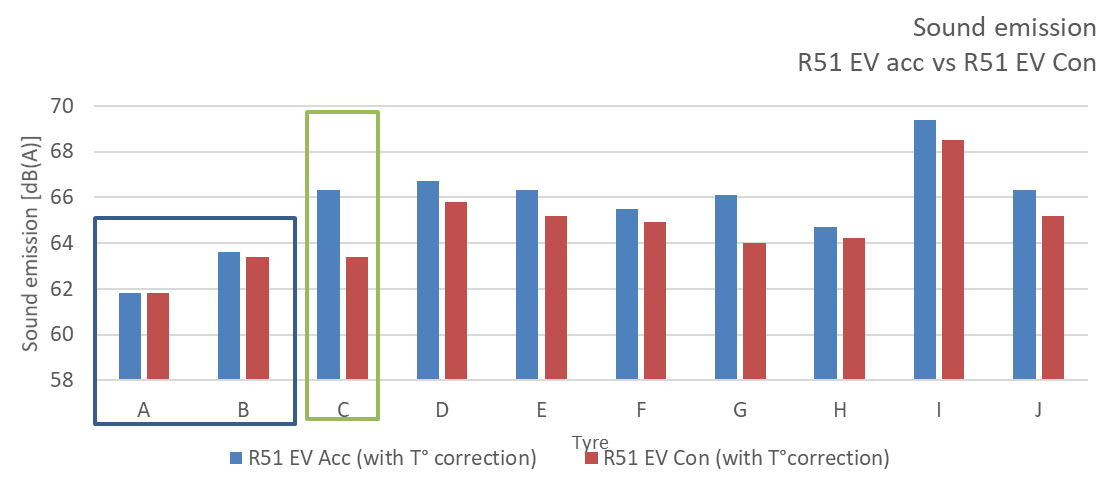 Sound emission
R51 EV acc vs R51 EV Con
Sound emission [dB(A)]
70
68
66
64
62
60
58
A B C D E F G H I J
Tyre
R51 EV Acc (with T° correction) R51 EV Con (with T°correction)